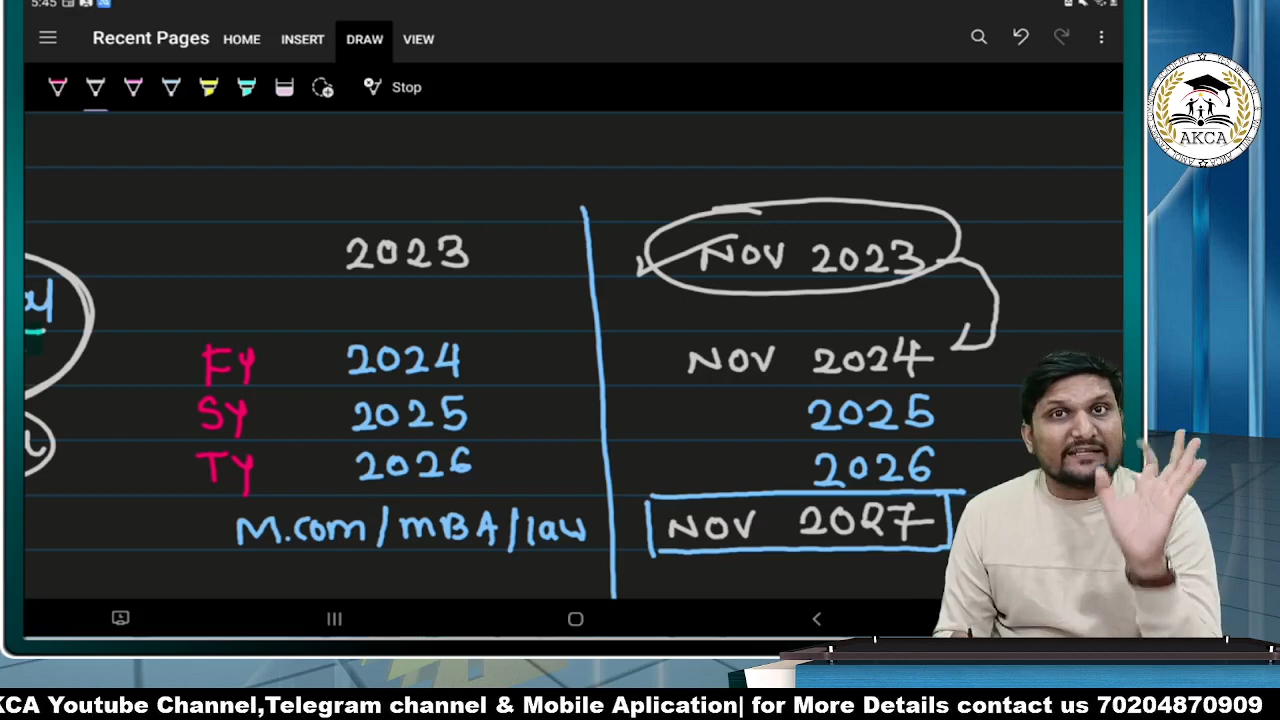 5:45
Recent Pages HOME INSERT DRAW VIEW
Stop
AKCA
2023
NOV 2023
FY 2024
NOV 2024
SY 2025
2025
TY 2026
2026
M.com/mBA/law
NOV 2027
KCA Youtube Channel,Telegram channel & Mobile Aplication| for More Details contact us 70204870909